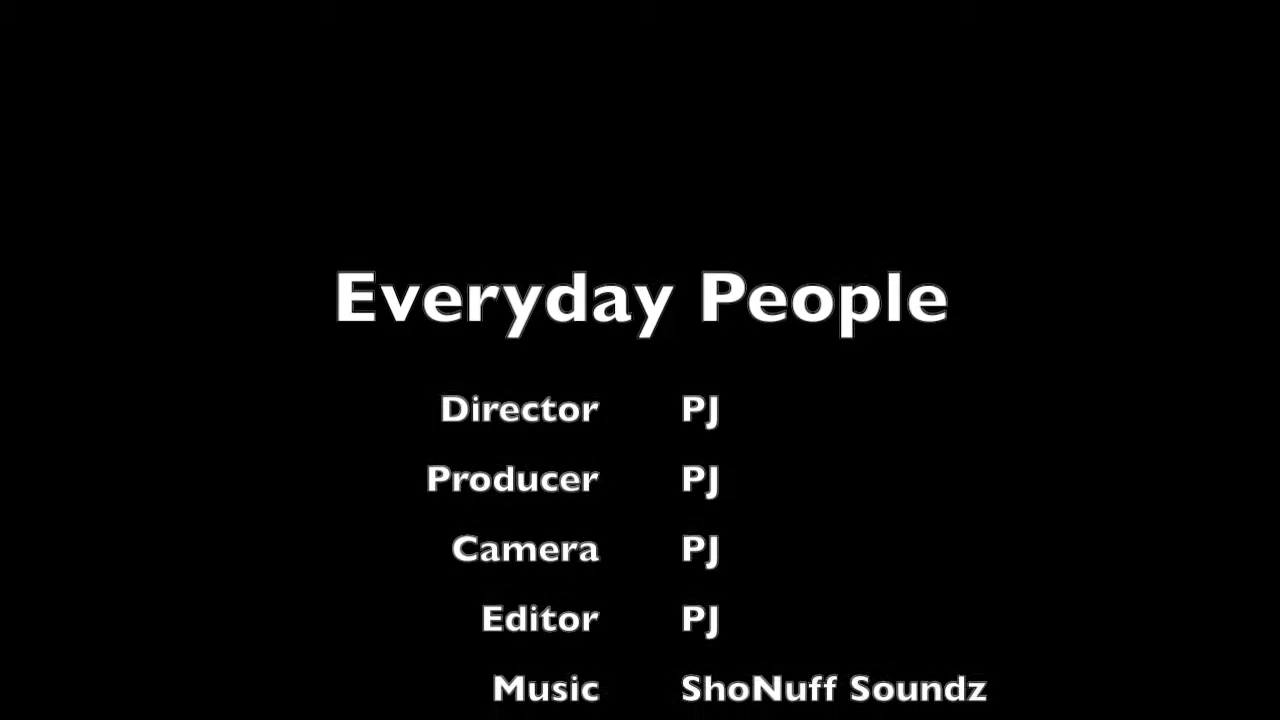 Everyday People
Director PJ
Producer PJ
Camera PJ
Editor PJ
Music ShoNuff Soundz